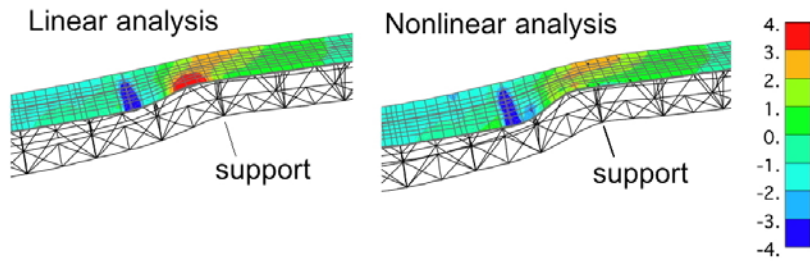 Linear analysis
support
Nonlinear analysis
support
4.
3.
2.
1.
0.
-1.
-2.
-3.
-4.